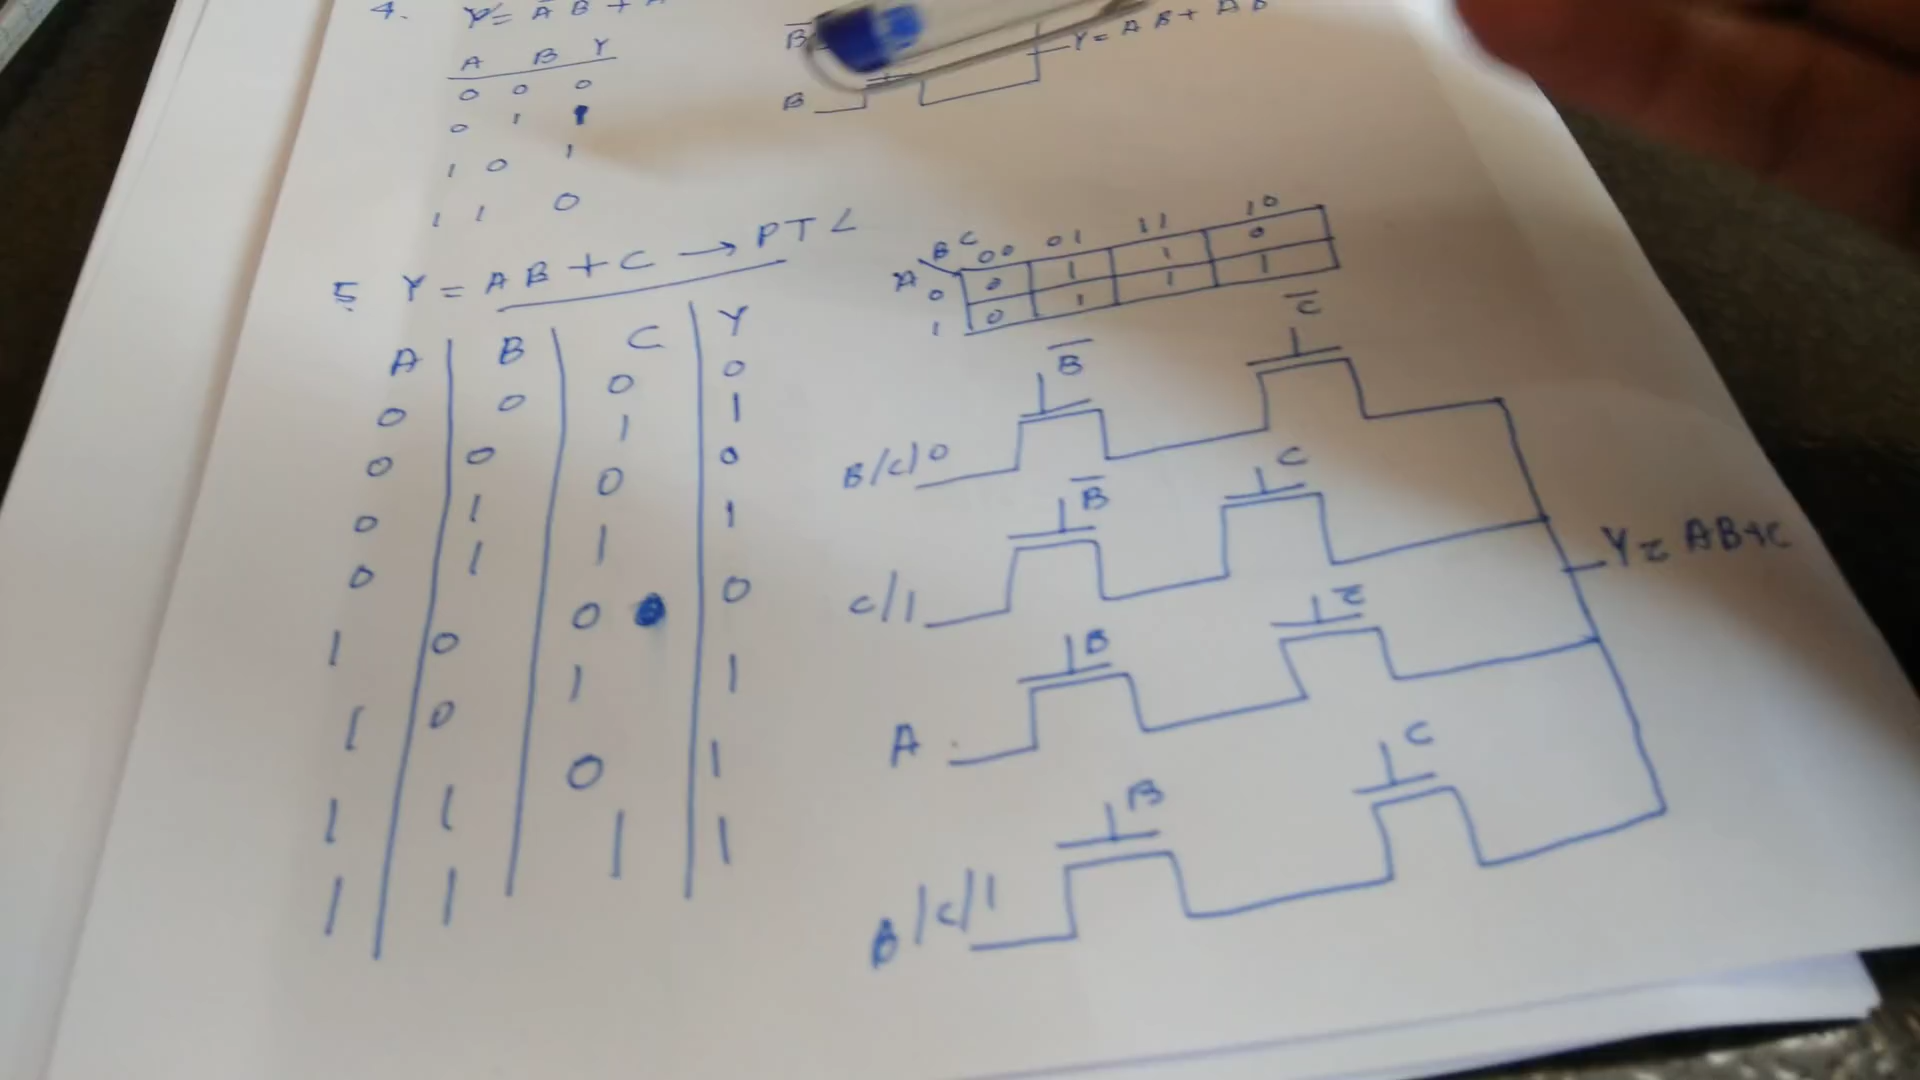 4. Y = A̅ B + A
A B Y
0 0 0
0 1 1
1 0 1
1 1 0
B̅
B
Y = A B + A B
5. Y = AB + C → PTL
A B C Y
0 0 0 0
0 0 1 1
0 1 0 0
0 1 1 1
1 0 0 0
1 0 1 1
1 1 0 1
1 1 1 1
A BC 00 01 11 10
0 0 1 1 0
1 0 1 1 1
B̅ C̅
B/C/0
B̅ C
C/1
Y = AB+C
B C̅
A
B C
B/C/1